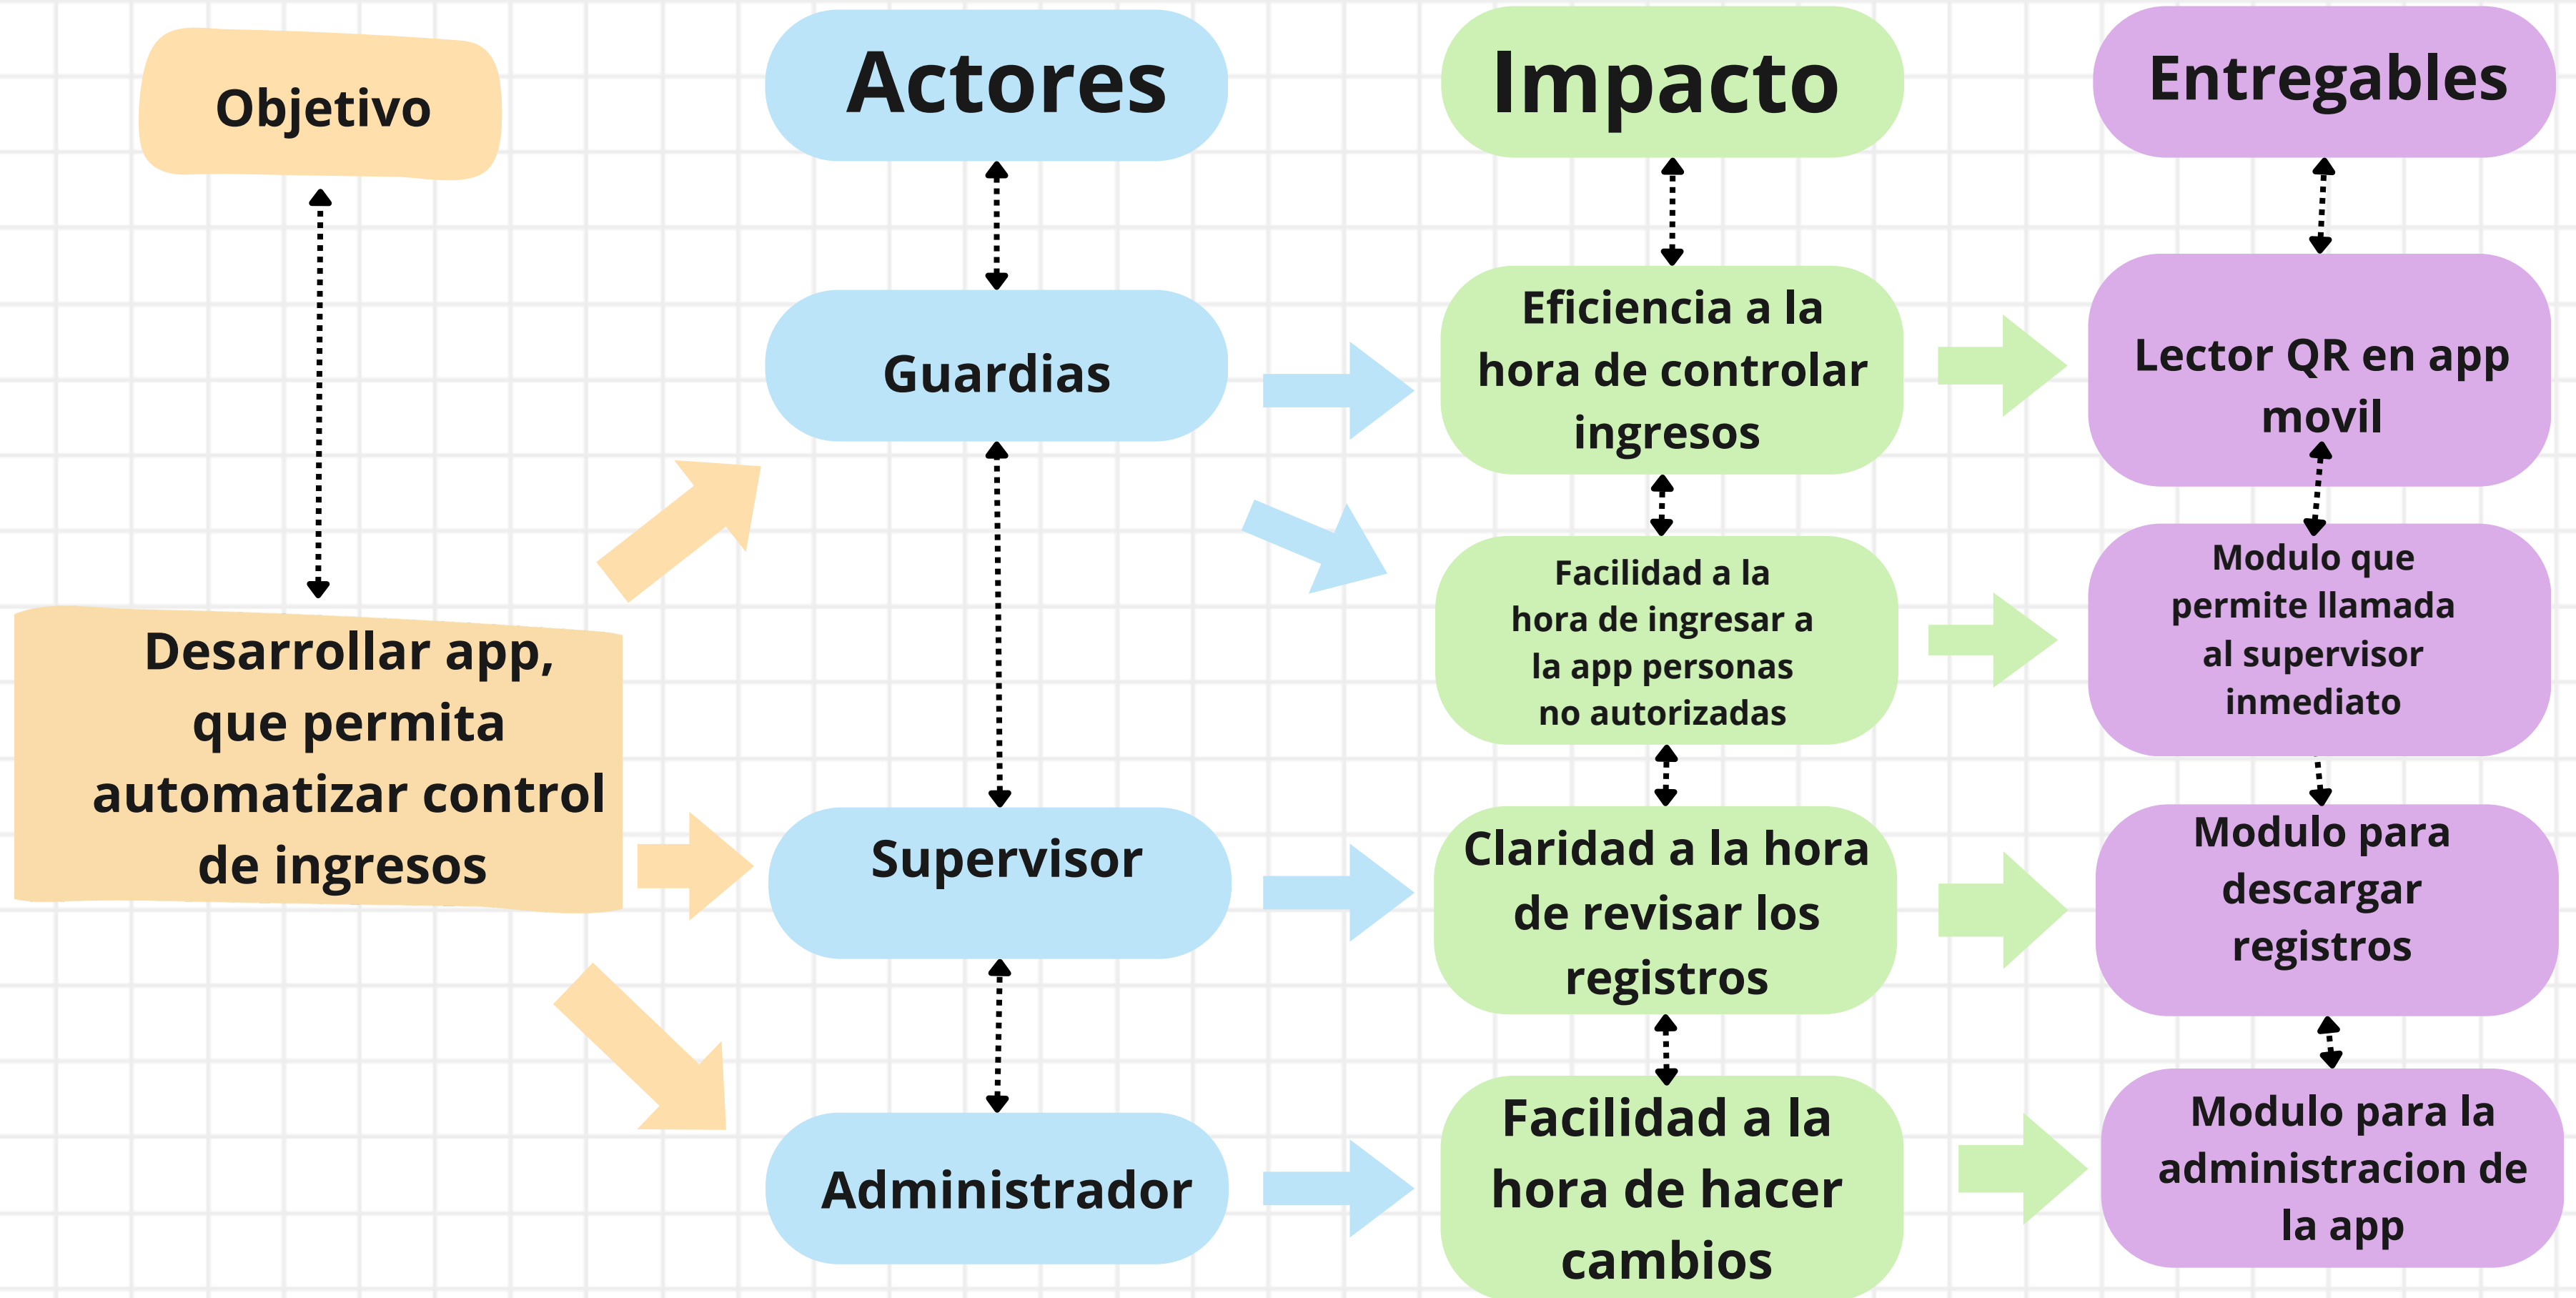 Objetivo
Desarrollar app,
que permita
automatizar control
de ingresos
Actores
Guardias
Supervisor
Administrador
Impacto
Eficiencia a la
hora de controlar
ingresos
Facilidad a la
hora de ingresar a
la app personas
no autorizadas
Claridad a la hora
de revisar los
registros
Facilidad a la
hora de hacer
cambios
Entregables
Lector QR en app
movil
Modulo que
permite llamada
al supervisor
inmediato
Modulo para
descargar
registros
Modulo para la
administracion de
la app